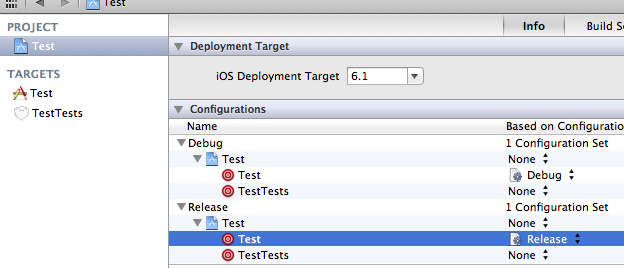 Test
PROJECT
Info Build Se
Test
Deployment Target
TARGETS
iOS Deployment Target 6.1
Test
TestTests
Configurations
Name Based on Configuratio
Debug 1 Configuration Set
Test None
Test Debug
TestTests None
Release 1 Configuration Set
Test None
Test Release
TestTests None